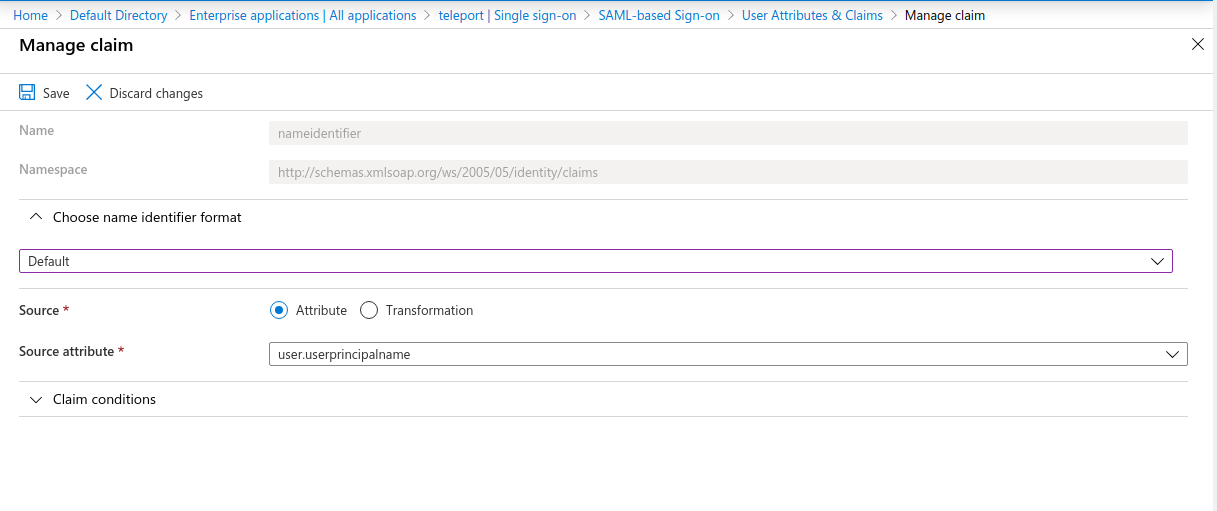 Home > Default Directory > Enterprise applications | All applications > teleport | Single sign-on > SAML-based Sign-on > User Attributes & Claims > Manage claim
Manage claim
Save Discard changes
Name nameidentifier
Namespace http://schemas.xmlsoap.org/ws/2005/05/identity/claims
Choose name identifier format
Default
Source * Attribute Transformation
Source attribute * user.userprincipalname
Claim conditions